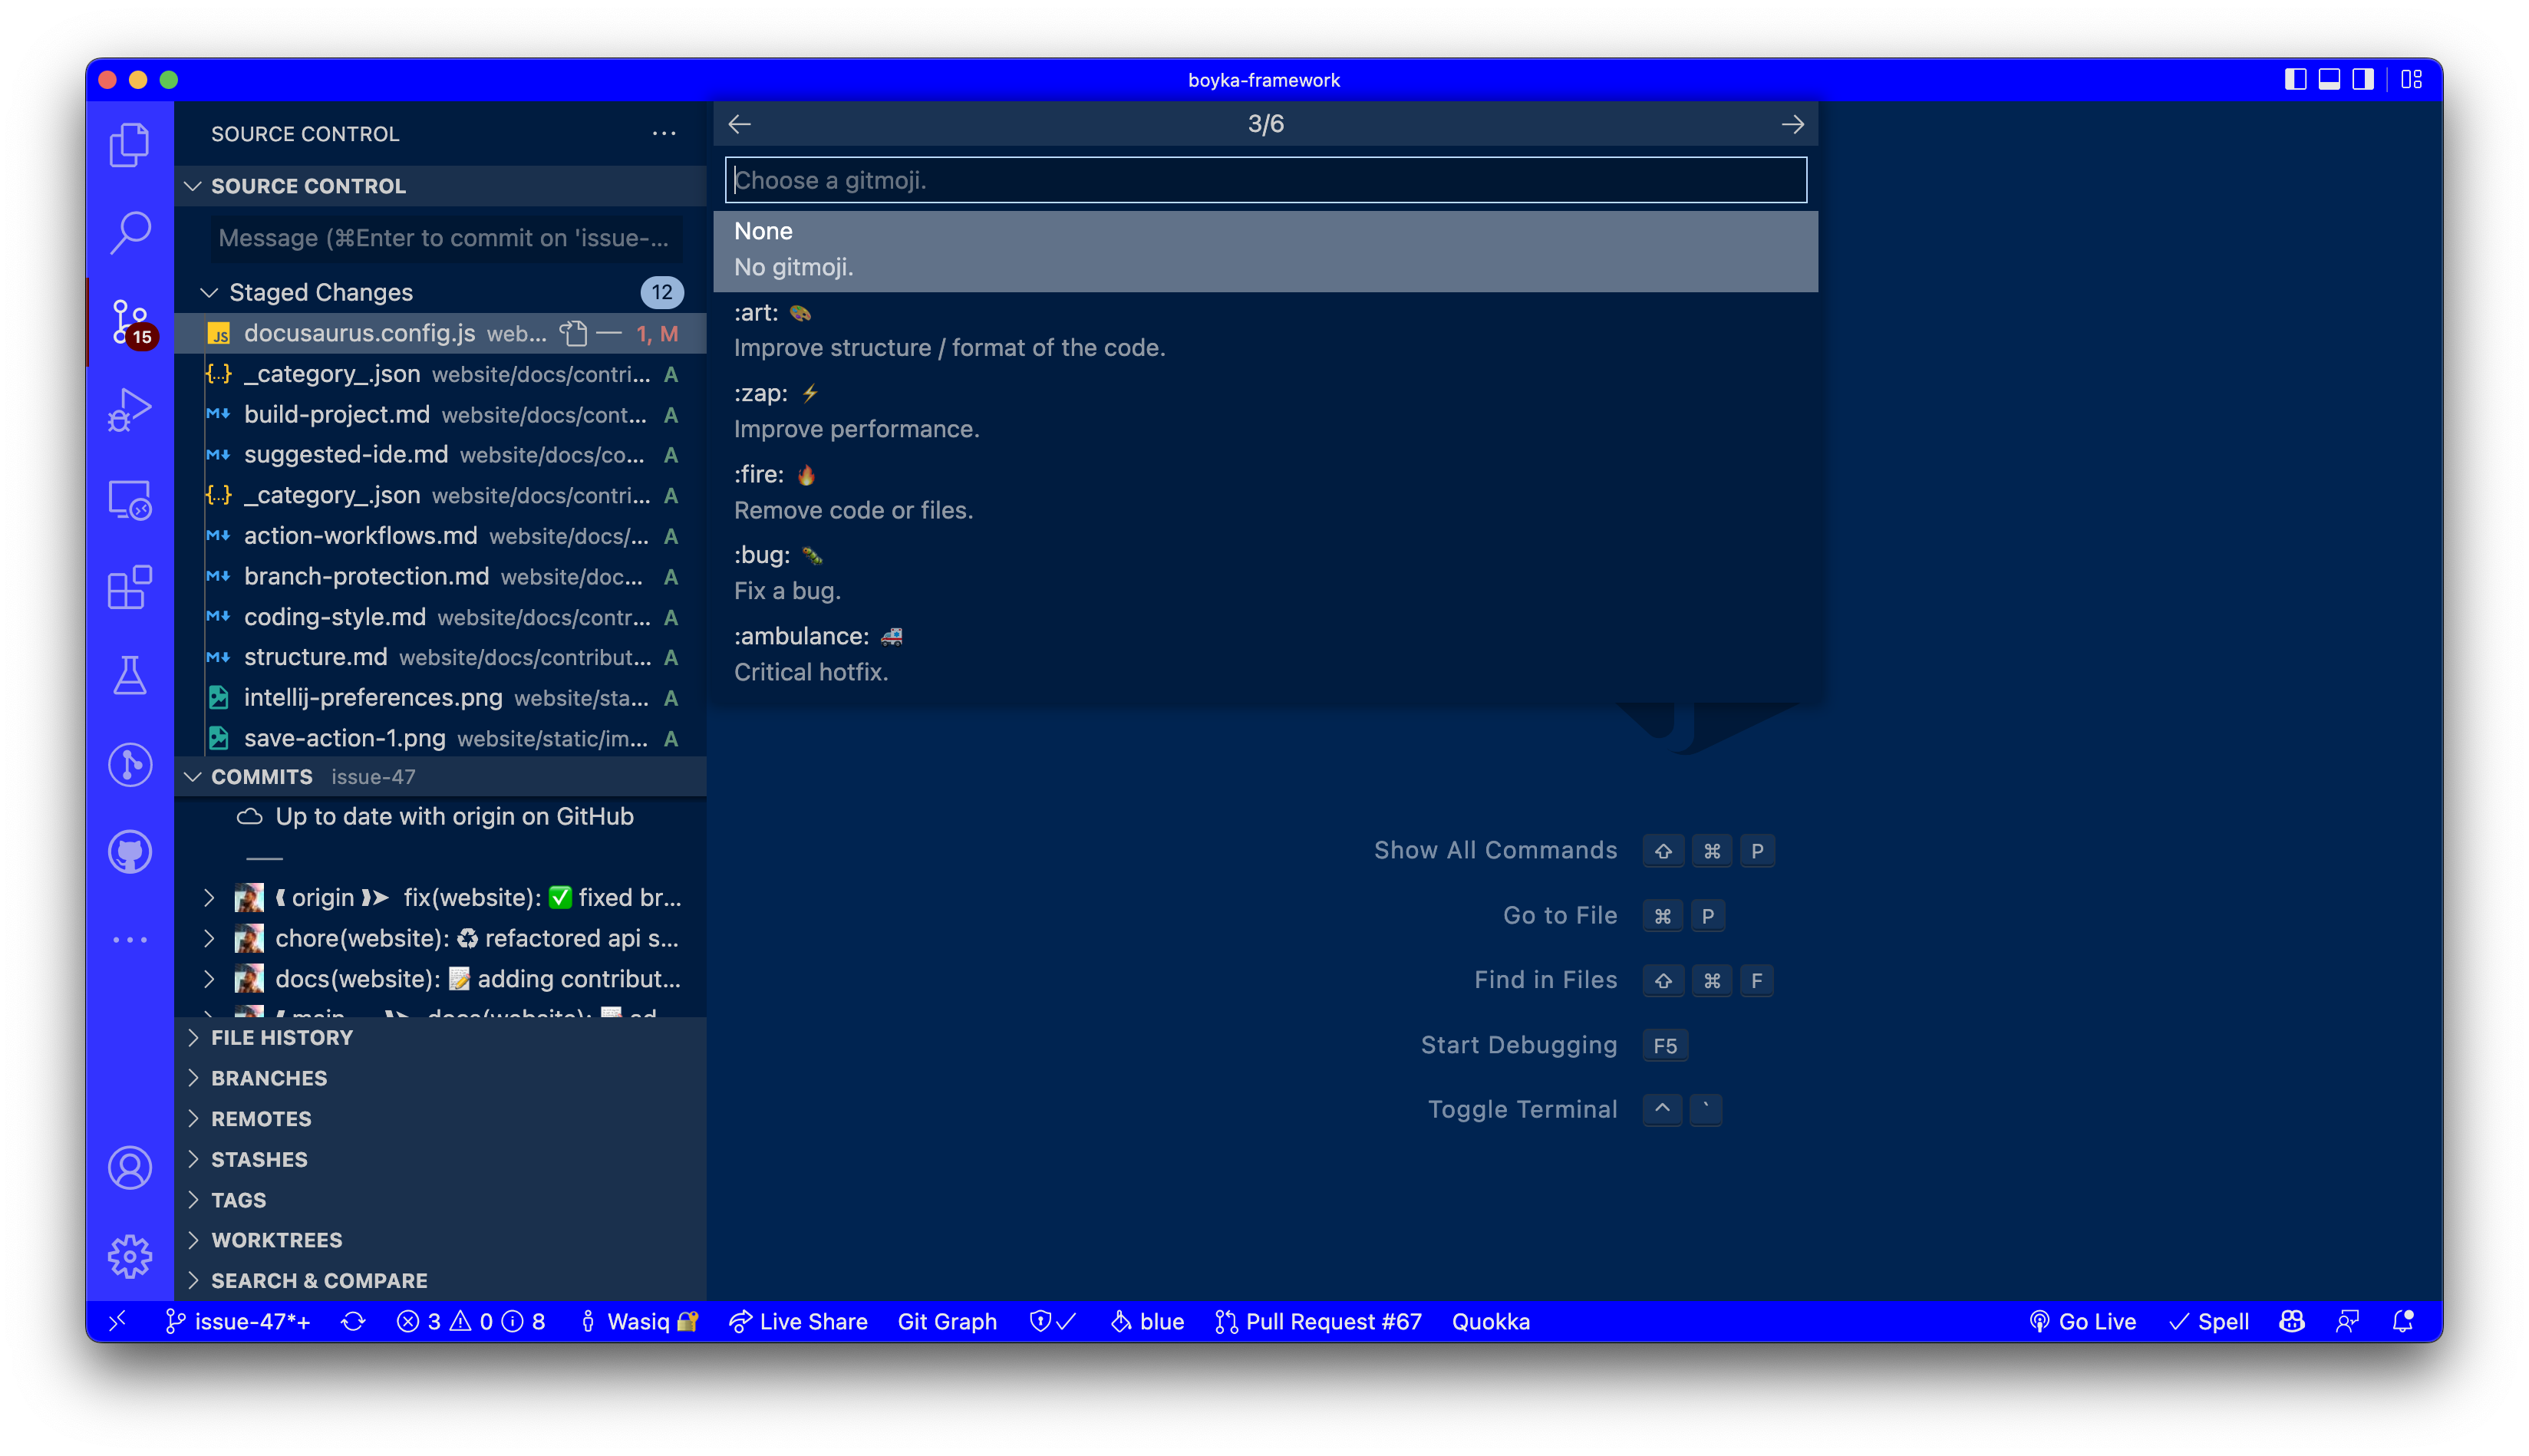 boyka-framework
SOURCE CONTROL
SOURCE CONTROL
Message (⌘Enter to commit on 'issue-...
Staged Changes 12
15
JS docusaurus.config.js web... 1, M
{..} _category_.json website/docs/contri... A
M↓ build-project.md website/docs/cont... A
M↓ suggested-ide.md website/docs/co... A
{..} _category_.json website/docs/contri... A
M↓ action-workflows.md website/docs/... A
M↓ branch-protection.md website/doc... A
M↓ coding-style.md website/docs/contr... A
M↓ structure.md website/docs/contribut... A
intellij-preferences.png website/sta... A
save-action-1.png website/static/im... A
COMMITS issue-47
Up to date with origin on GitHub
⟪ origin ⟫➤ fix(website): ✅ fixed br...
chore(website): ♻ refactored api s...
docs(website): 📝 adding contribut...
FILE HISTORY
BRANCHES
REMOTES
STASHES
TAGS
WORKTREES
SEARCH & COMPARE
3/6
Choose a gitmoji.
None
No gitmoji.
:art: 🎨
Improve structure / format of the code.
:zap: ⚡
Improve performance.
:fire: 🔥
Remove code or files.
:bug: 🐛
Fix a bug.
:ambulance: 🚑
Critical hotfix.
Show All Commands ⇧ ⌘ P
Go to File ⌘ P
Find in Files ⇧ ⌘ F
Start Debugging F5
Toggle Terminal ^ `
issue-47*+ 3 0 8 Wasiq 🔐 Live Share Git Graph blue Pull Request #67 Quokka Go Live Spell